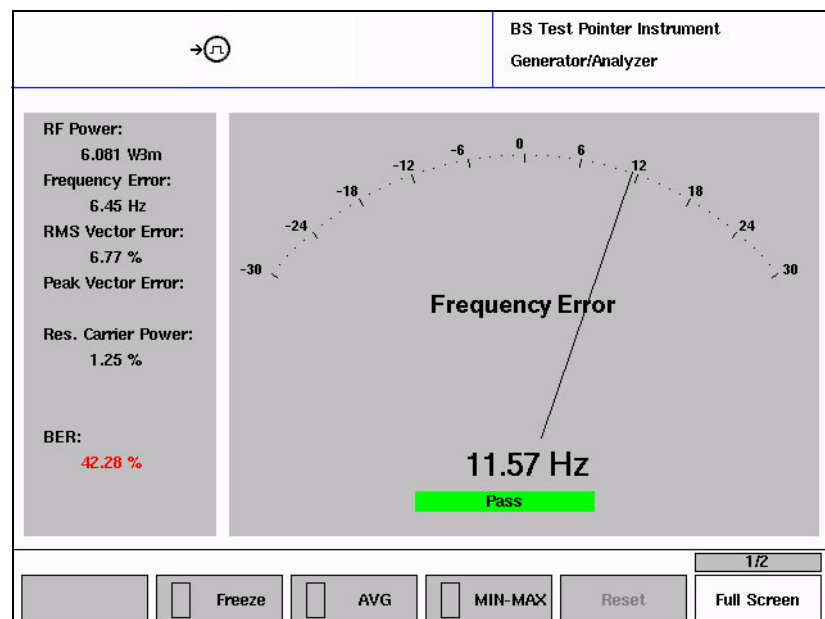 BS Test Pointer Instrument
Generator/Analyzer
RF Power:
6.081 W3m
Frequency Error:
6.45 Hz
RMS Vector Error:
6.77 %
Peak Vector Error:
Res. Carrier Power:
1.25 %
BER:
42.28 %
-30
-24
-18
-12
-6
0
6
12
18
24
30
Frequency Error
11.57 Hz
Pass
1/2
Freeze
AVG
MIN-MAX
Reset
Full Screen